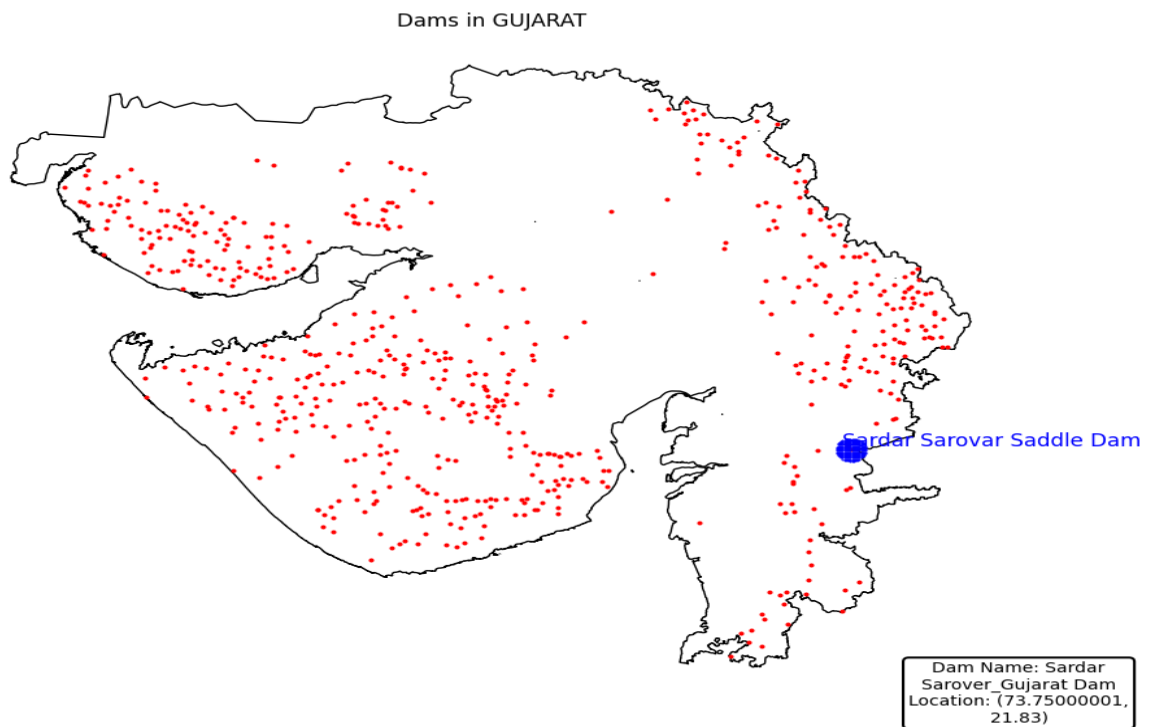 Dams in GUJARAT
Sardar Sarovar Saddle Dam
Dam Name: Sardar
Sarover_Gujarat Dam
Location: (73.75000001,
21.83)